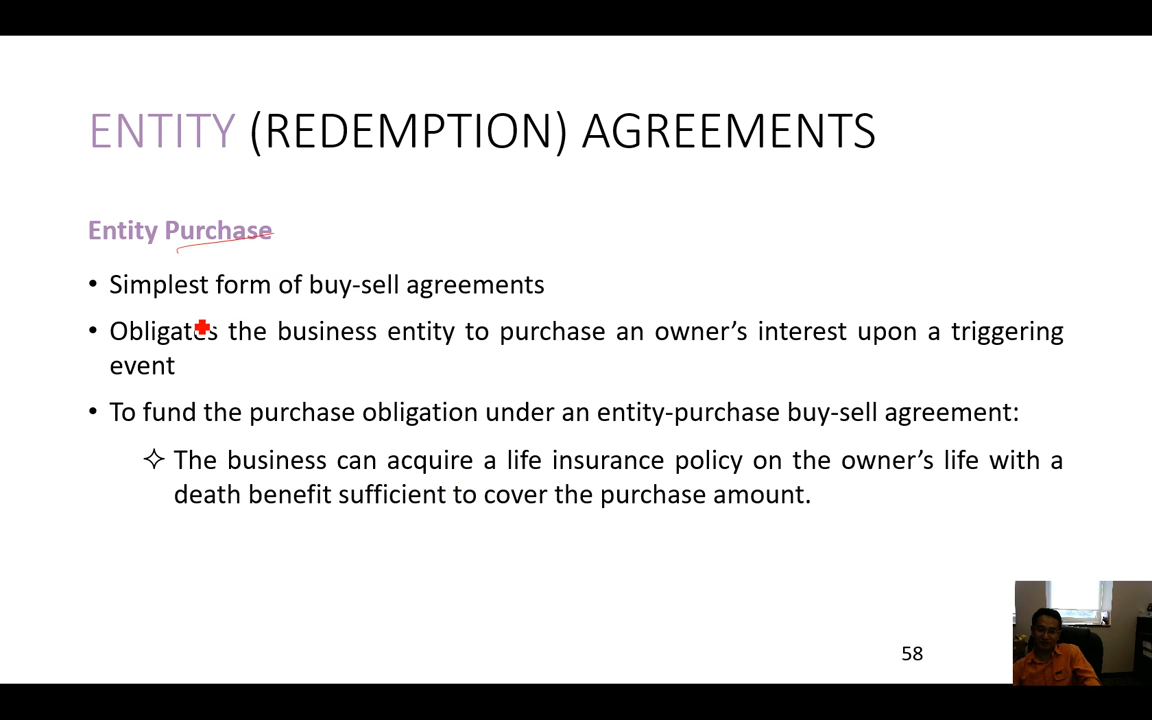 ENTITY (REDEMPTION) AGREEMENTS
Entity Purchase
• Simplest form of buy-sell agreements
• Obligates the business entity to purchase an owner’s interest upon a triggering
event
• To fund the purchase obligation under an entity-purchase buy-sell agreement:
✧ The business can acquire a life insurance policy on the owner’s life with a
death benefit sufficient to cover the purchase amount.
58